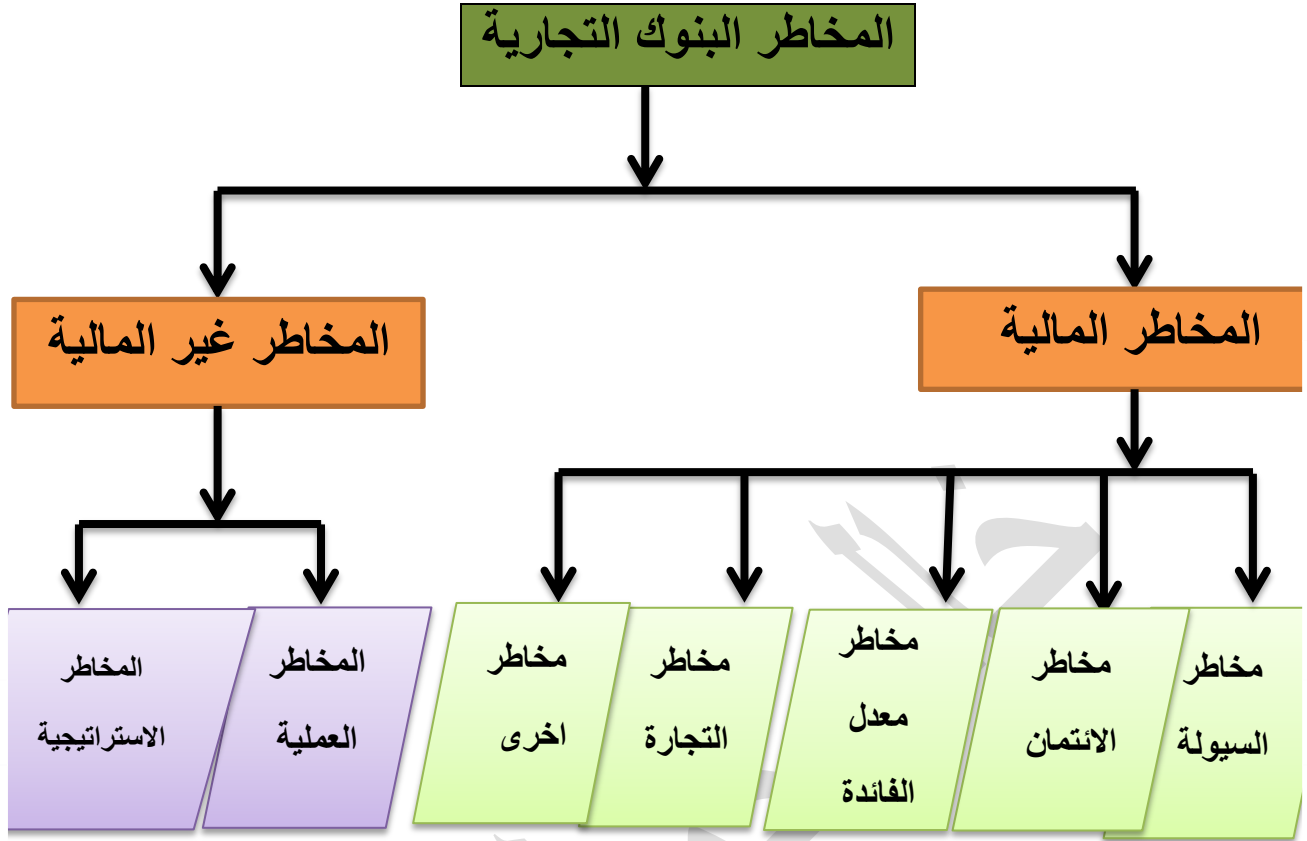 المخاطر البنوك التجارية
المخاطر المالية
المخاطر غير المالية
مخاطر
السيولة
مخاطر
الائتمان
مخاطر
معدل
الفائدة
مخاطر
التجارة
مخاطر
اخرى
المخاطر
العملية
المخاطر
الاستراتيجية